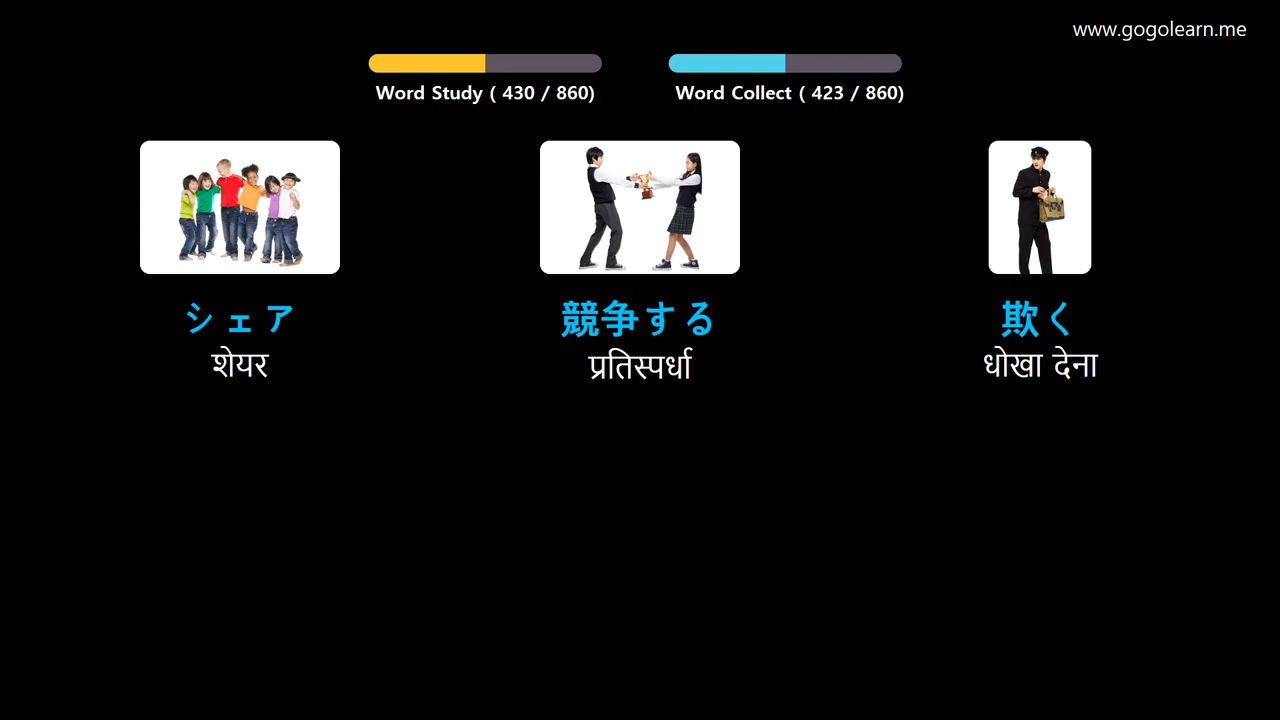 www.gogolearn.me
Word Study ( 430 / 860)
Word Collect ( 423 / 860)
シェア
शेयर
競争する
प्रतिस्पर्धा
欺く
धोखा देना